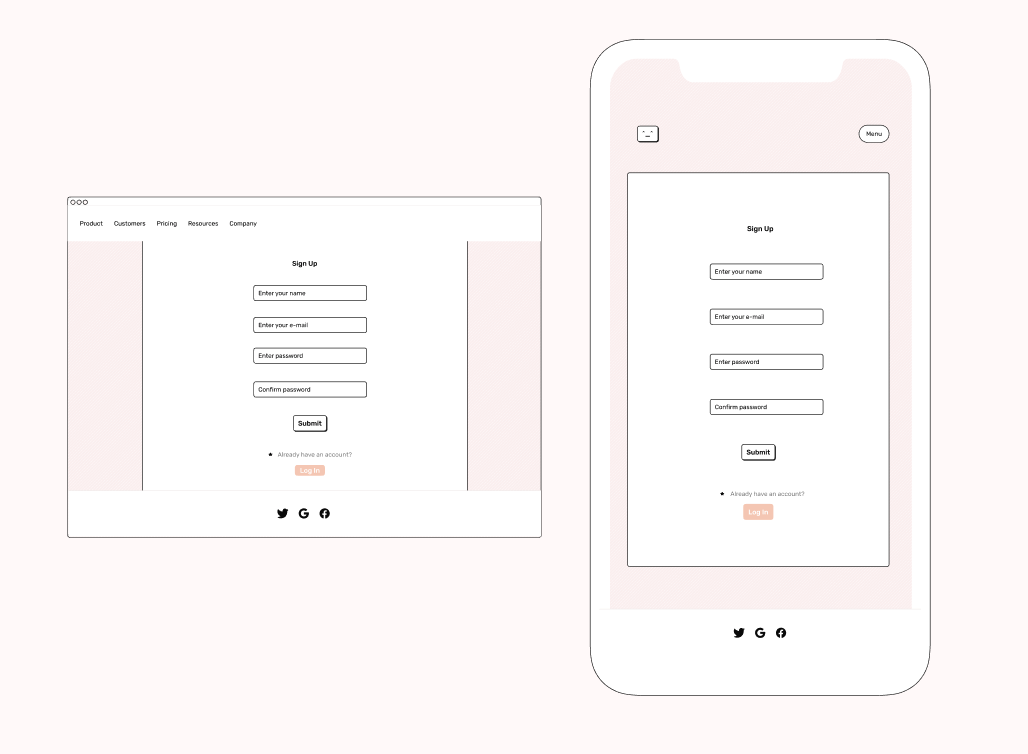 Product Customers Pricing Resources Company
Sign Up
Enter your name
Enter your e-mail
Enter password
Confirm password
Submit
Already have an account?
Log In
^_^
Menu
Sign Up
Enter your name
Enter your e-mail
Enter password
Confirm password
Submit
Already have an account?
Log In